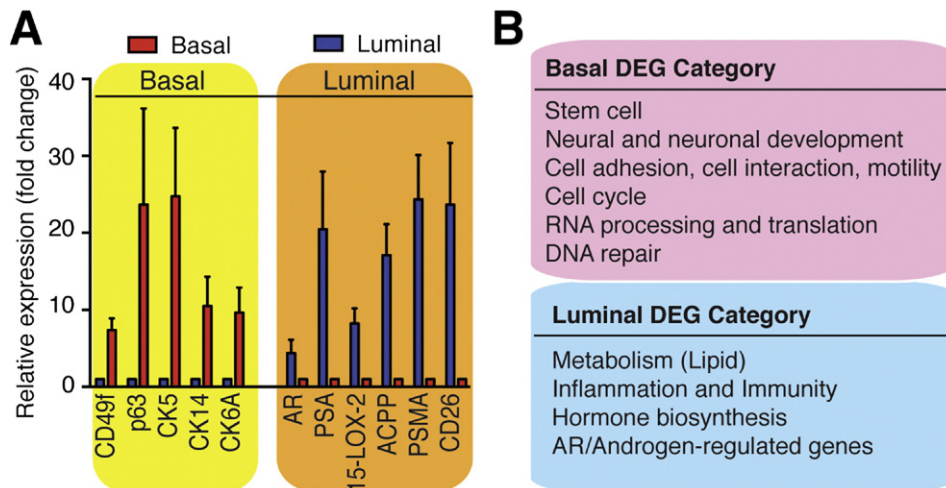 A
Basal
Luminal
Relative expression (fold change)
40
30
20
10
0
Basal
CD49f
p63
CK5
CK14
CK6A
Luminal
AR
PSA
15-LOX-2
ACPP
PSMA
CD26
B
Basal DEG Category
Stem cell
Neural and neuronal development
Cell adhesion, cell interaction, motility
Cell cycle
RNA processing and translation
DNA repair
Luminal DEG Category
Metabolism (Lipid)
Inflammation and Immunity
Hormone biosynthesis
AR/Androgen-regulated genes